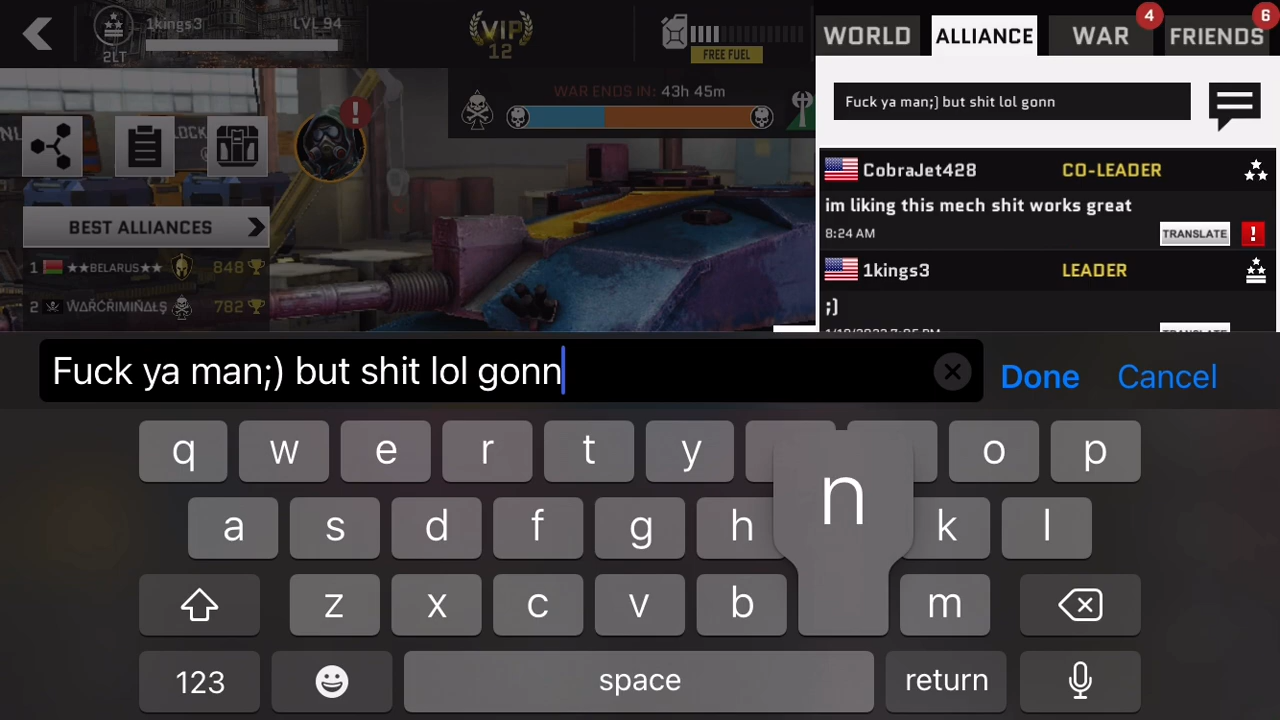 1kings3
LVL 94
2LT
VIP
12
FREE FUEL
WAR ENDS IN: 43h 45m
BEST ALLIANCES
1 ★★BELARUS★★ 848
2 ŴΔŔĆŘIMIÑAŁŞ 782
WORLD
ALLIANCE
WAR
4
FRIENDS
6
Fuck ya man;) but shit lol gonn
CobraJet428
CO-LEADER
im liking this mech shit works great
8:24 AM
TRANSLATE
!
1kings3
LEADER
;)
Fuck ya man;) but shit lol gonn
Done
Cancel
q w e r t y o p
a s d f g h k l
n
z x c v b m
123
space
return